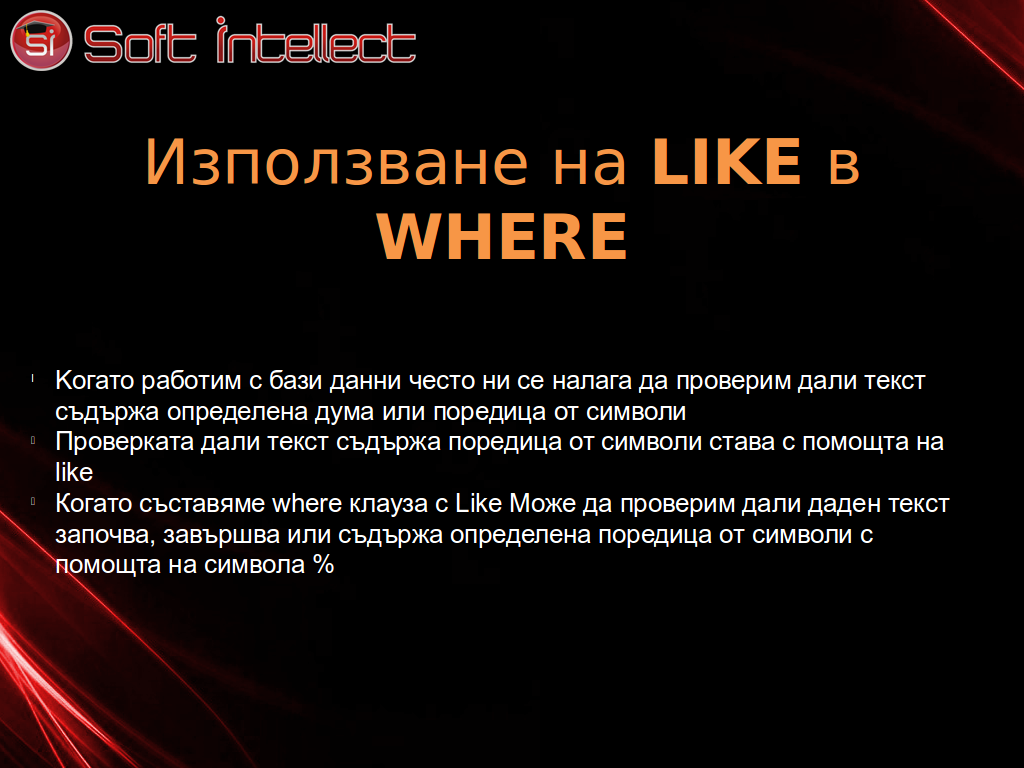 Si Soft Intellect
Използване на LIKE в
WHERE
Когато работим с бази данни често ни се налага да проверим дали текст
съдържа определена дума или поредица от символи
Проверката дали текст съдържа поредица от символи става с помощта на
like
Когато съставяме where клауза с Like Може да проверим дали даден текст
започва, завършва или съдържа определена поредица от символи с
помощта на символа %